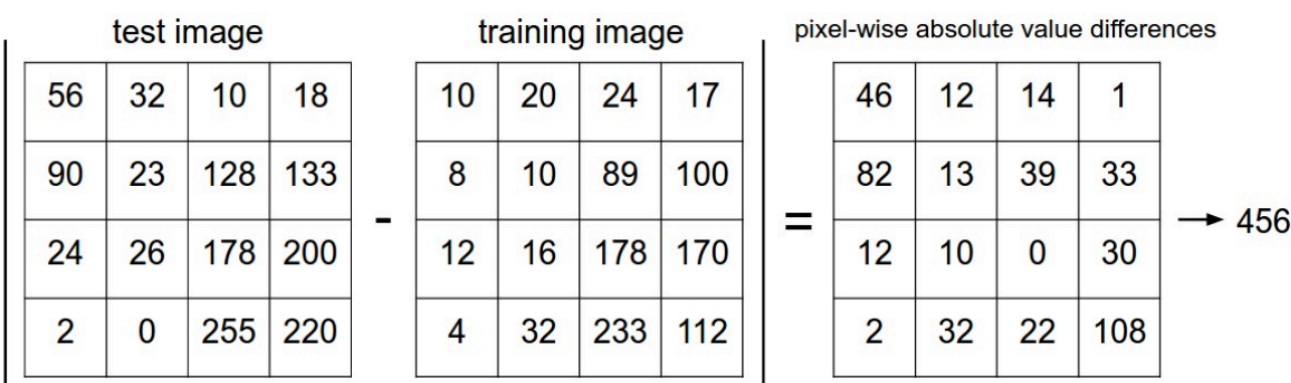 test image training image pixel-wise absolute value differences
56 32 10 18 10 20 24 17 46 12 14 1
90 23 128 133 8 10 89 100 82 13 39 33
- = → 456
24 26 178 200 12 16 178 170 12 10 0 30
2 0 255 220 4 32 233 112 2 32 22 108